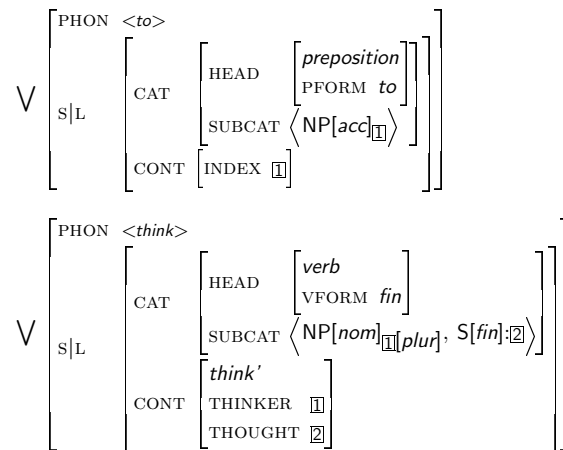 PHON <to>
HEAD [preposition
PFORM to]
∨ S|L CAT
SUBCAT ⟨NP[acc]1⟩
CONT [INDEX 1]
PHON <think>
HEAD [verb
VFORM fin]
∨ S|L CAT
SUBCAT ⟨NP[nom]1[plur], S[fin]:2⟩
CONT [think'
THINKER 1
THOUGHT 2]